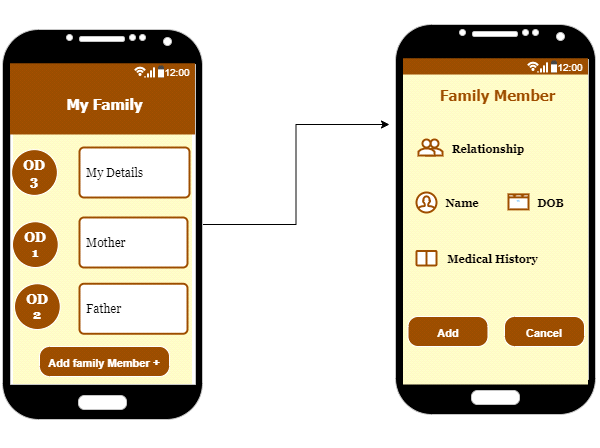 12:00
My Family
OD
3
My Details
OD
1
Mother
OD
2
Father
Add family Member +
12:00
Family Member
Relationship
Name
DOB
Medical History
Add
Cancel